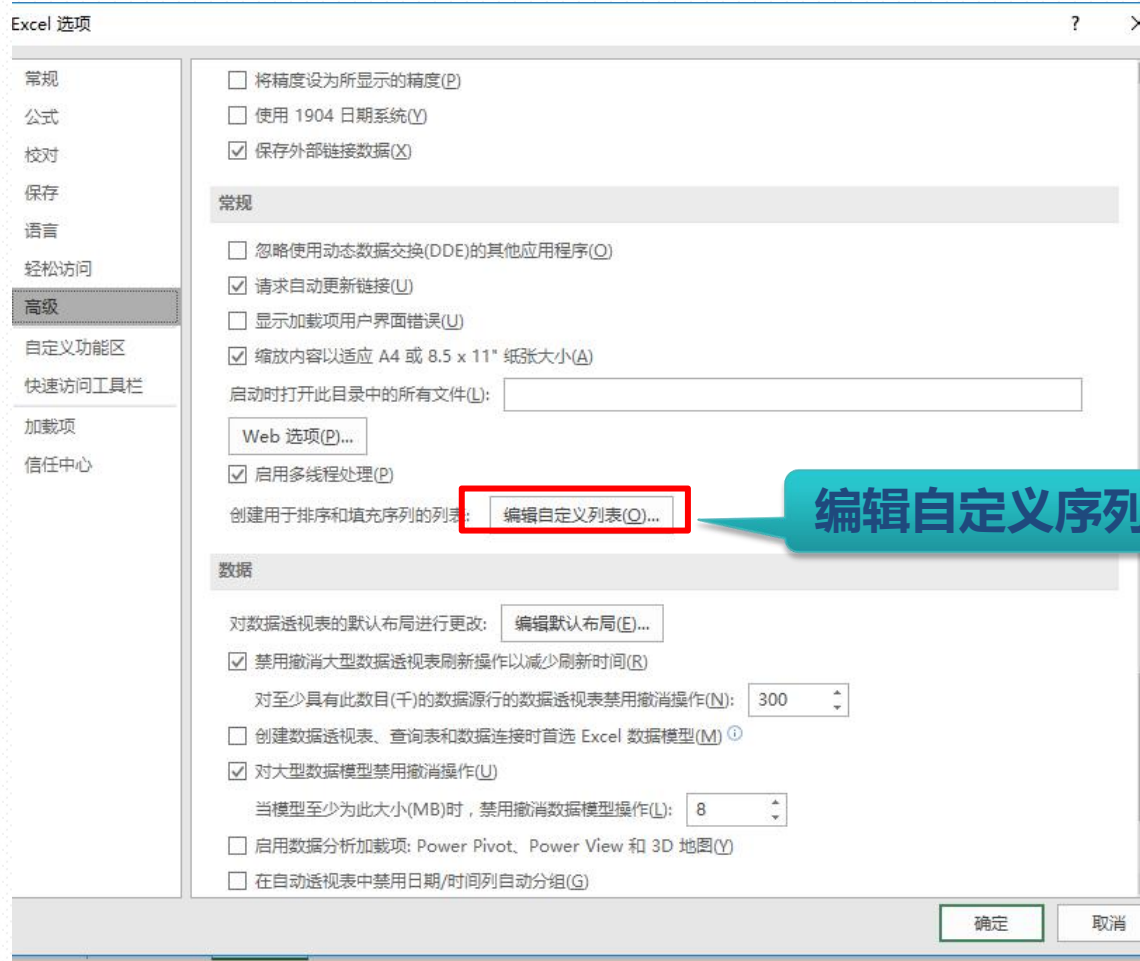 Excel 选项
?
常规
公式
校对
保存
语言
轻松访问
高级
自定义功能区
快速访问工具栏
加载项
信任中心
将精度设为所显示的精度(P)
使用 1904 日期系统(Y)
保存外部链接数据(X)
常规
忽略使用动态数据交换(DDE)的其他应用程序(O)
请求自动更新链接(U)
显示加载项用户界面错误(U)
缩放内容以适应 A4 或 8.5 x 11" 纸张大小(A)
启动时打开此目录中的所有文件(L):
Web 选项(P)...
启用多线程处理(P)
创建用于排序和填充序列的列表: 编辑自定义列表(O)...
编辑自定义序列
数据
对数据透视表的默认布局进行更改: 编辑默认布局(E)...
禁用撤消大型数据透视表刷新操作以减少刷新时间(R)
对至少具有此数目(千)的数据源行的数据透视表禁用撤消操作(N): 300
创建数据透视表、查询表和数据连接时首选 Excel 数据模型(M)
对大型数据模型禁用撤消操作(U)
当模型至少为此大小(MB)时，禁用撤消数据模型操作(L): 8
启用数据分析加载项: Power Pivot、Power View 和 3D 地图(Y)
在自动透视表中禁用日期/时间列自动分组(G)
确定 取消